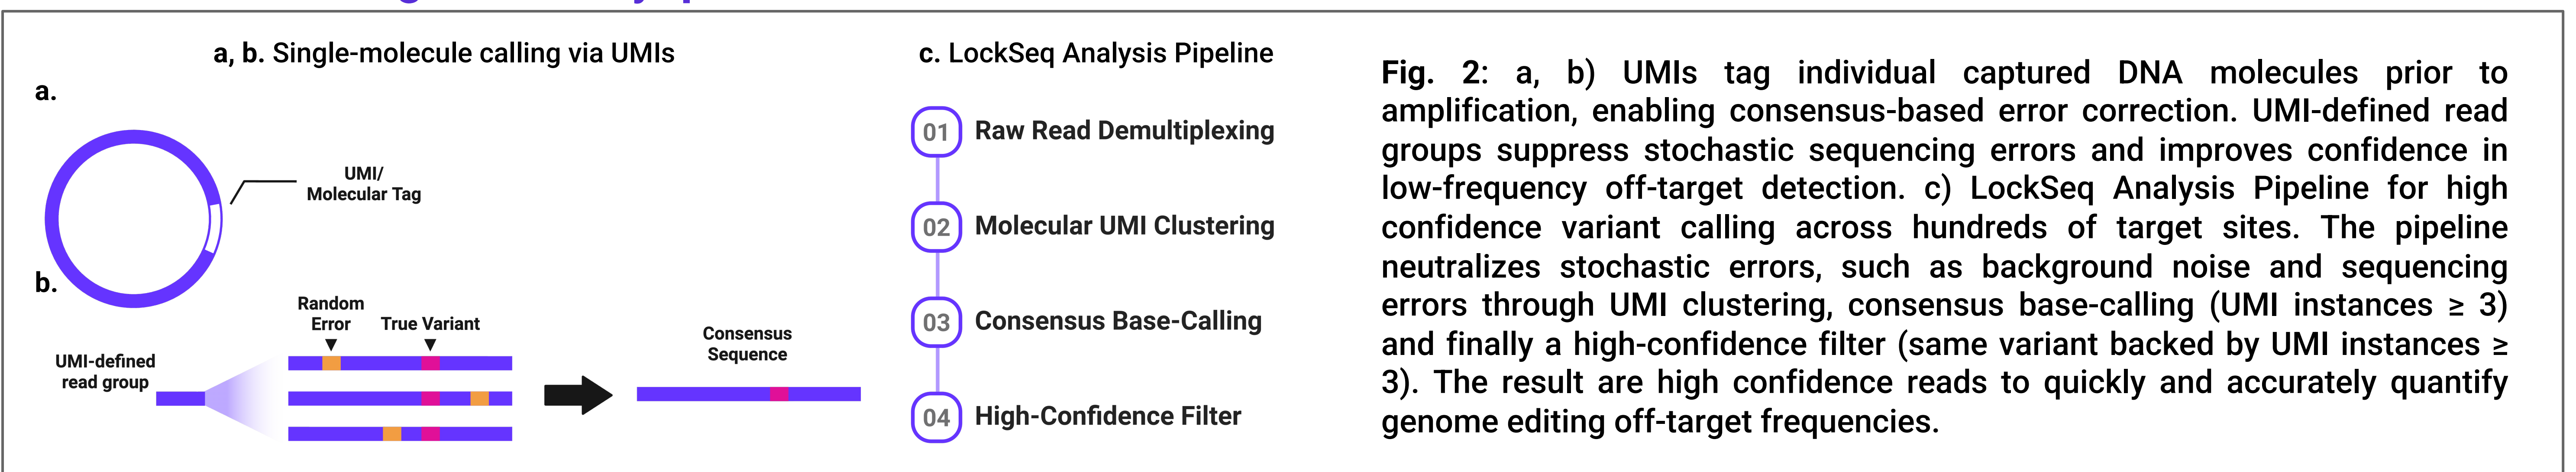 a, b. Single-molecule calling via UMIs
a.
UMI/
Molecular Tag
b.
Random
Error
True Variant
UMI-defined
read group
Consensus
Sequence
c. LockSeq Analysis Pipeline
01 Raw Read Demultiplexing
02 Molecular UMI Clustering
03 Consensus Base-Calling
04 High-Confidence Filter
Fig. 2: a, b) UMIs tag individual captured DNA molecules prior to
amplification, enabling consensus-based error correction. UMI-defined read
groups suppress stochastic sequencing errors and improves confidence in
low-frequency off-target detection. c) LockSeq Analysis Pipeline for high
confidence variant calling across hundreds of target sites. The pipeline
neutralizes stochastic errors, such as background noise and sequencing
errors through UMI clustering, consensus base-calling (UMI instances ≥ 3)
and finally a high-confidence filter (same variant backed by UMI instances ≥
3). The result are high confidence reads to quickly and accurately quantify
genome editing off-target frequencies.